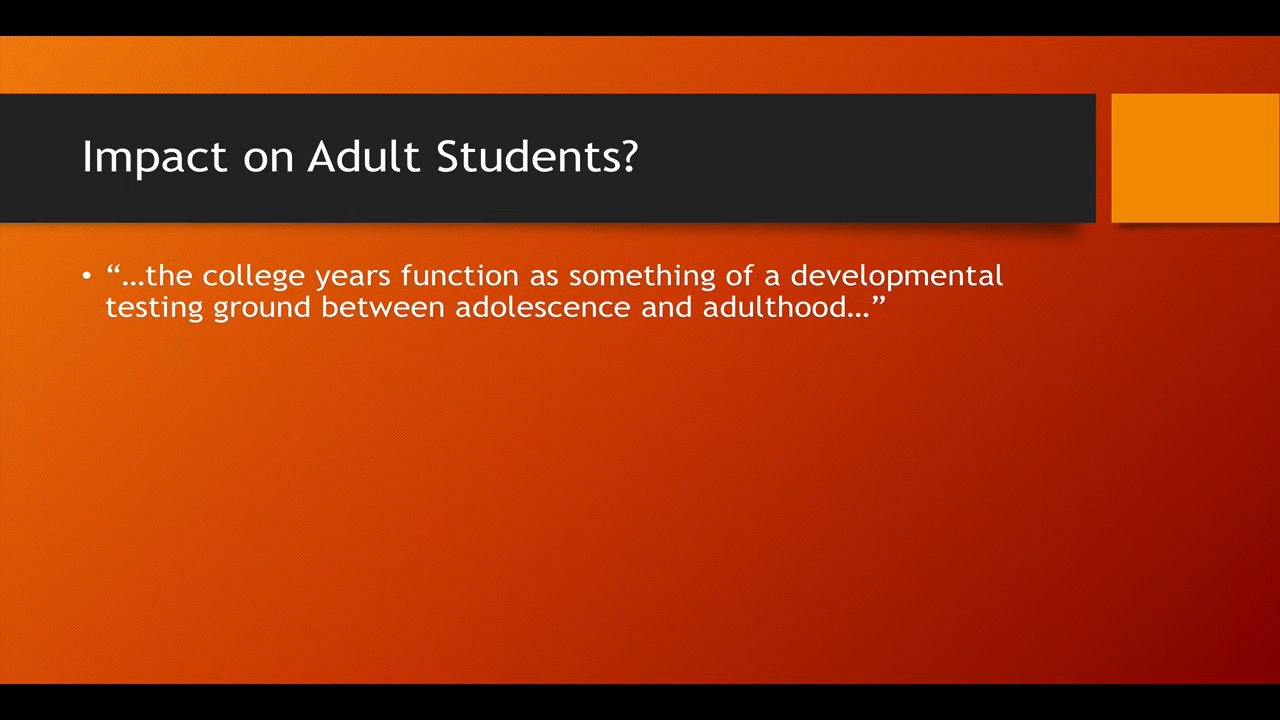 Impact on Adult Students?
• “…the college years function as something of a developmental
testing ground between adolescence and adulthood…”